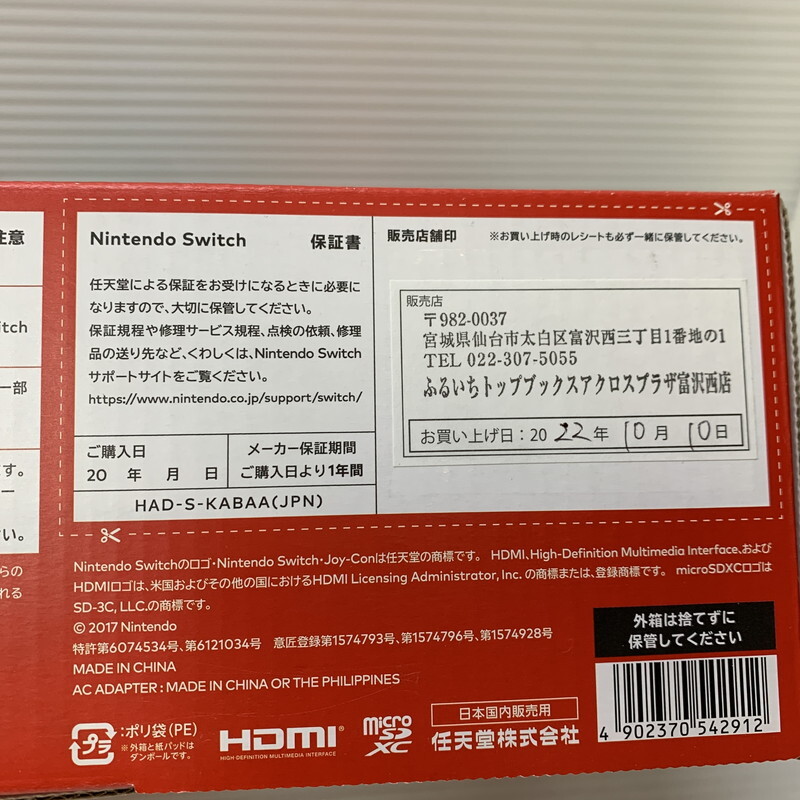 注意
itch
一部
す。
ー
い。
らの
れる
Nintendo Switch 保証書
任天堂による保証をお受けになるときに必要に
なりますので、大切に保管してください。
保証規程や修理サービス規程、点検の依頼、修理
品の送り先など、くわしくは、Nintendo Switch
サポートサイトをご覧ください。
https://www.nintendo.co.jp/support/switch/
ご購入日
20 年 月 日
メーカー保証期間
ご購入日より1年間
HAD-S-KABAA(JPN)
販売店舗印 ※お買い上げ時のレシートも必ず一緒に保管してください。
販売店
〒982-0037
宮城県仙台市太白区富沢西三丁目1番地の1
TEL 022-307-5055
ふるいちトップブックスアクロスプラザ富沢西店
お買い上げ日:2022年 10月 10日
Nintendo Switchのロゴ・Nintendo Switch・Joy-Conは任天堂の商標です。 HDMI、High-Definition Multimedia Interface、および
HDMIロゴは、米国およびその他の国におけるHDMI Licensing Administrator, Inc. の商標または、登録商標です。 microSDXCロゴは
SD-3C, LLC.の商標です。
© 2017 Nintendo
特許第6074534号、第6121034号 意匠登録第1574793号、第1574796号、第1574928号
MADE IN CHINA
AC ADAPTER : MADE IN CHINA OR THE PHILIPPINES
外箱は捨てずに
保管してください
プラ
:ポリ袋(PE)
※外箱と紙パッドは
ダンボールです。
HDMI®
HIGH-DEFINITION MULTIMEDIA INTERFACE
micro
SD
XC
日本国内販売用
任天堂株式会社
4 902370 542912